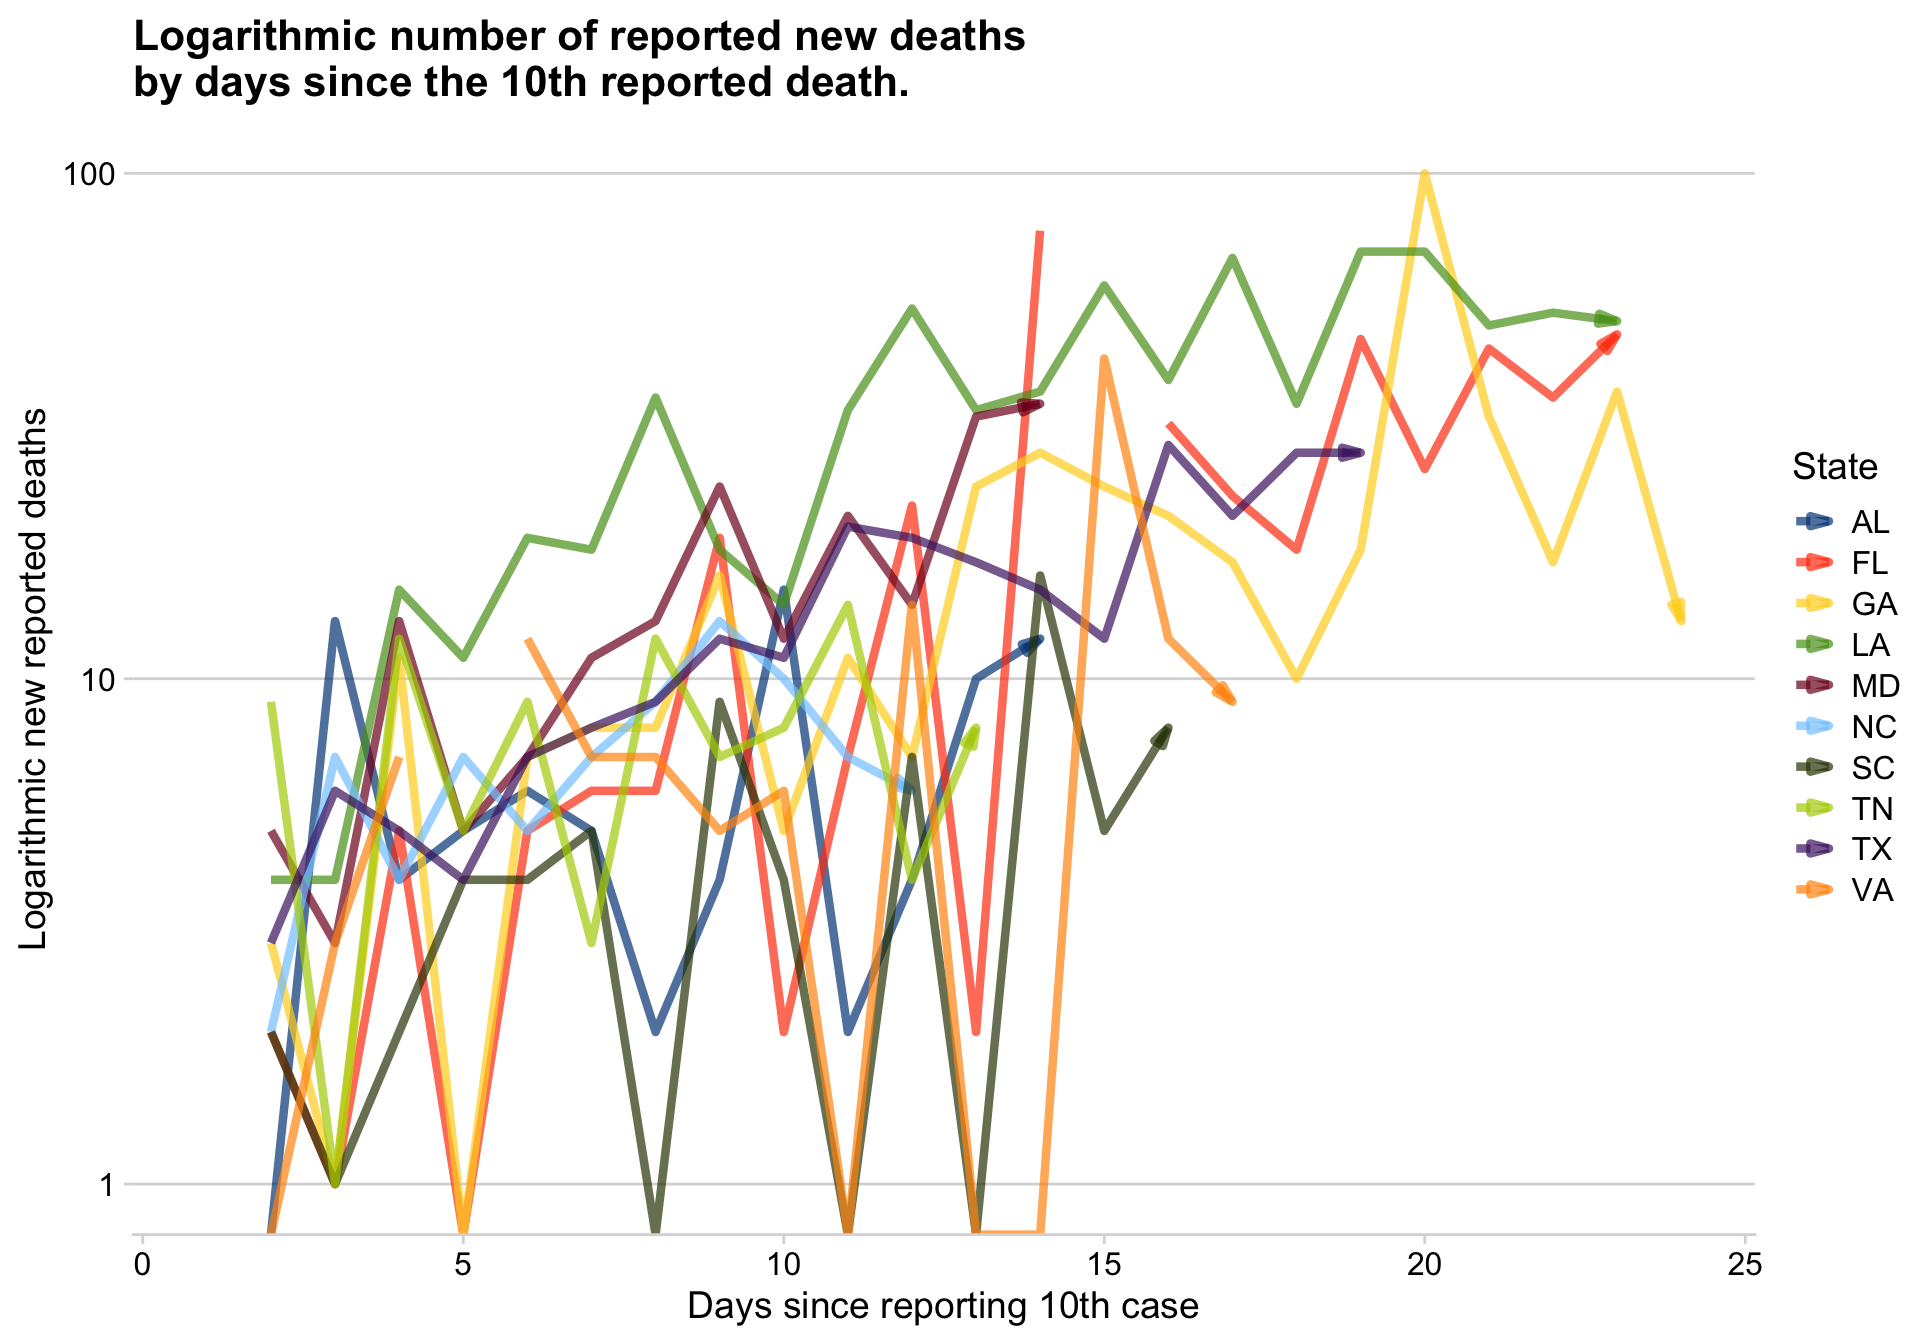 Logarithmic number of reported new deaths
by days since the 10th reported death.
100
10
1
Logarithmic new reported deaths
0 5 10 15 20 25
Days since reporting 10th case
State
AL
FL
GA
LA
MD
NC
SC
TN
TX
VA